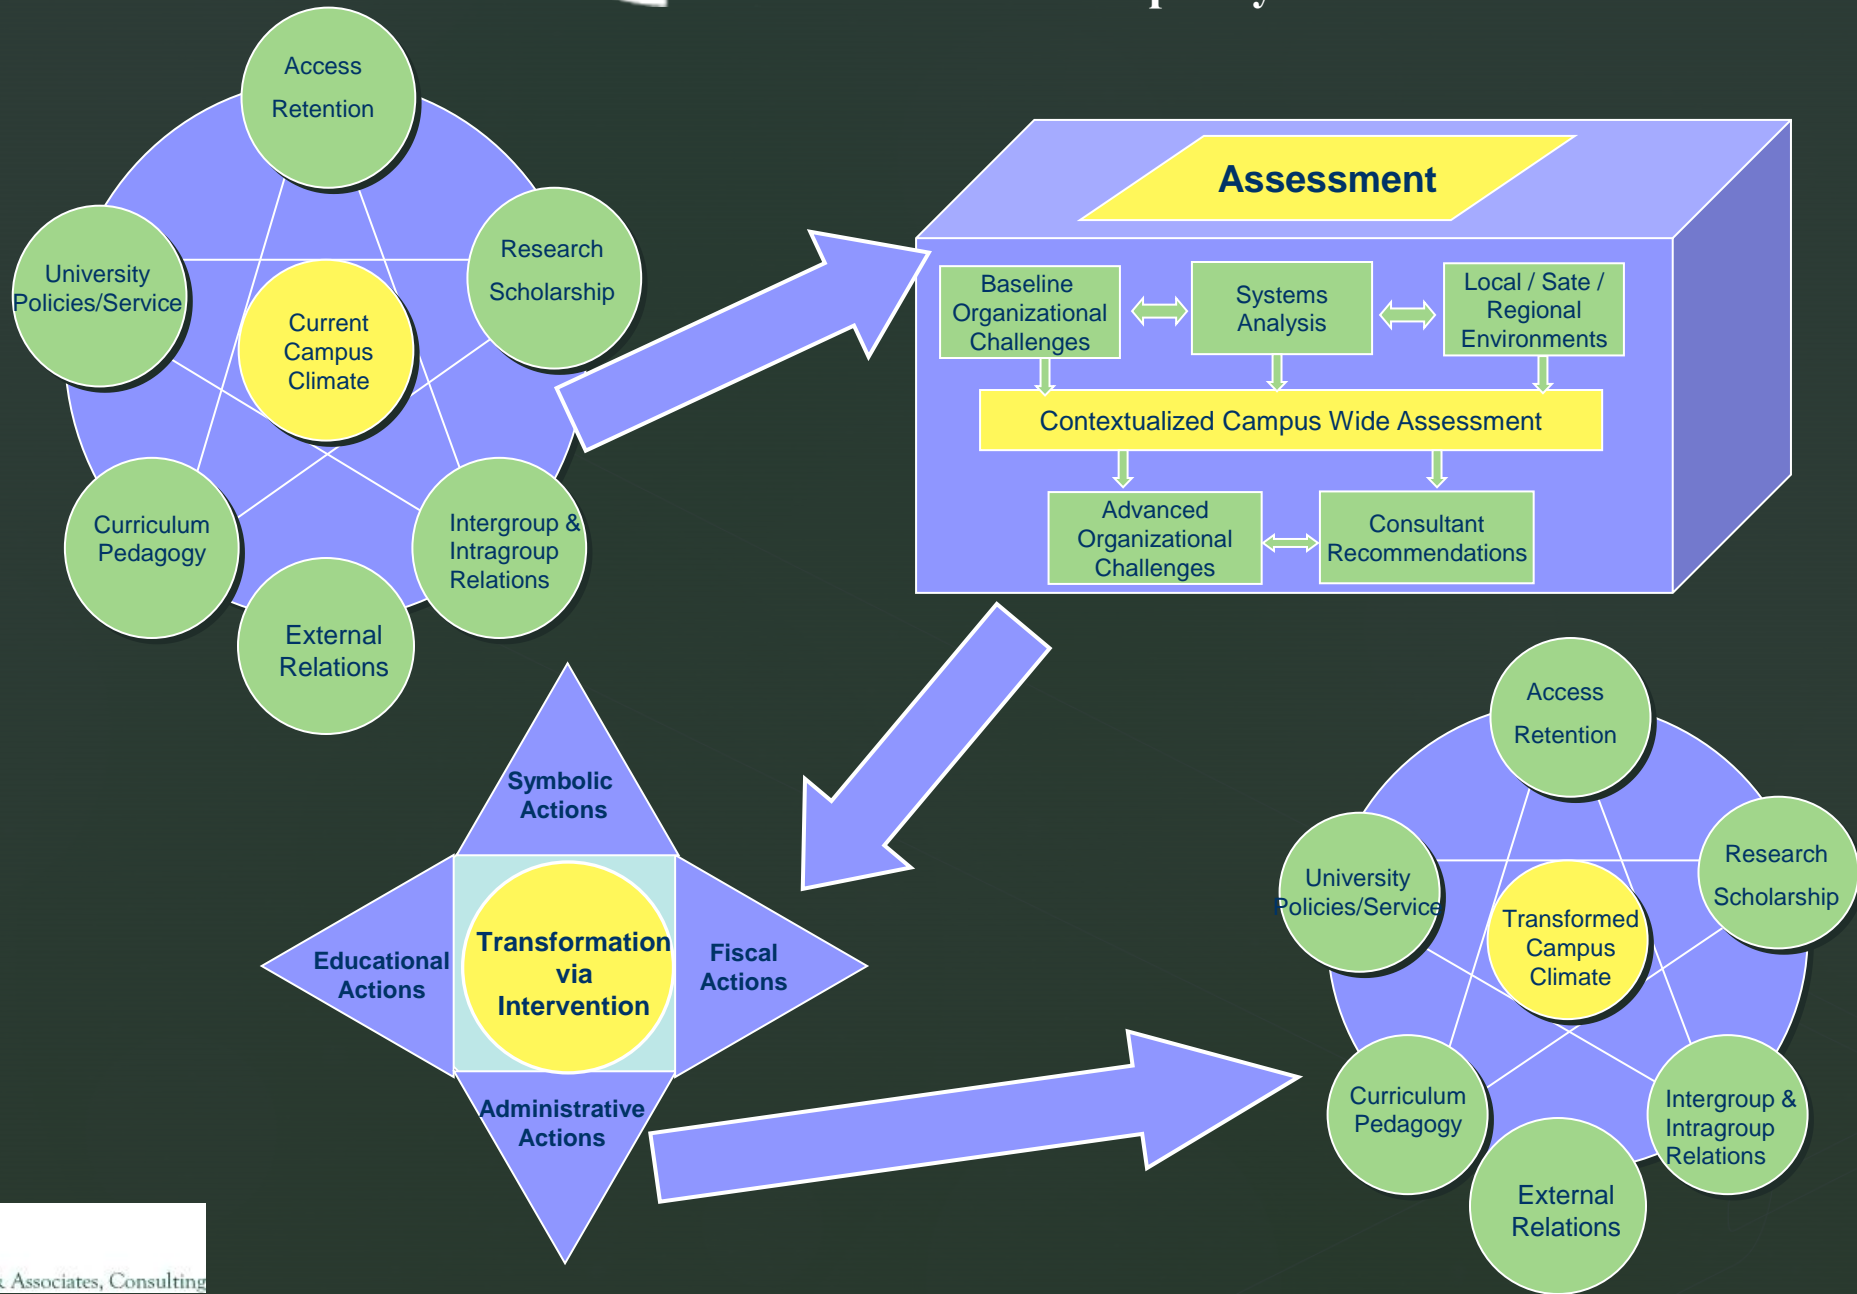 Access
Retention
University
Policies/Service
Research
Scholarship
Current
Campus
Climate
Curriculum
Pedagogy
Intergroup &
Intragroup
Relations
External
Relations
Assessment
Baseline
Organizational
Challenges
Systems
Analysis
Local / Sate /
Regional
Environments
Contextualized Campus Wide Assessment
Advanced
Organizational
Challenges
Consultant
Recommendations
Symbolic
Actions
Educational
Actions
Transformation
via
Intervention
Fiscal
Actions
Administrative
Actions
Access
Retention
University
Policies/Service
Research
Scholarship
Transformed
Campus
Climate
Curriculum
Pedagogy
Intergroup &
Intragroup
Relations
External
Relations
Associates, Consulting